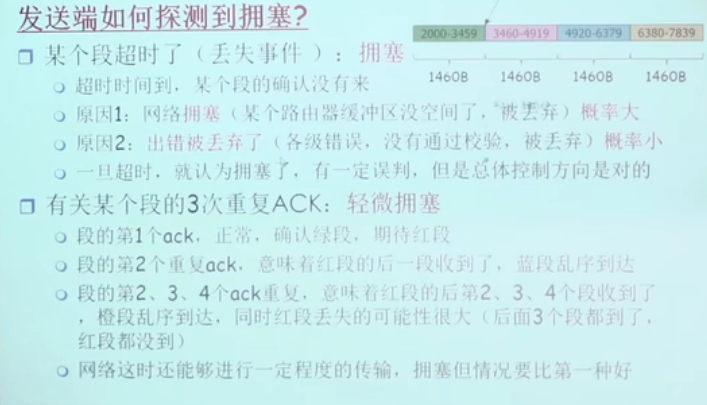 发送端如何探测到拥塞?
2000-3459 3460-4919 4920-6379 6380-7839
1460B 1460B 1460B 1460B
某个段超时了（丢失事件 ）：拥塞
超时时间到，某个段的确认没有来
原因1：网络拥塞（某个路由器缓冲区没空间了，被丢弃）概率大
原因2：出错被丢弃了（各级错误，没有通过校验，被丢弃）概率小
一旦超时，就认为拥塞了，有一定误判，但是总体控制方向是对的
有关某个段的3次重复ACK：轻微拥塞
段的第1个ack，正常，确认绿段，期待红段
段的第2个重复ack，意味着红段的后一段收到了，蓝段乱序到达
段的第2、3、4个ack重复，意味着红段的后第2、3、4个段收到了
，橙段乱序到达，同时红段丢失的可能性很大（后面3个段都到了，
红段都没到）
网络这时还能够进行一定程度的传输，拥塞但情况要比第一种好